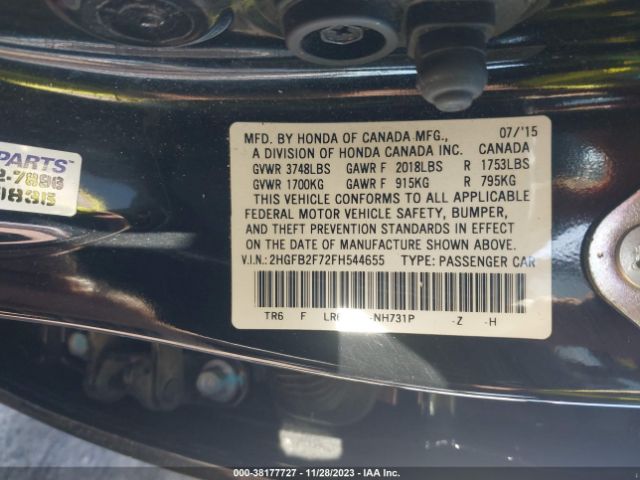 MFD. BY HONDA OF CANADA MFG., 07/'15
A DIVISION OF HONDA CANADA INC. CANADA
GVWR 3748LBS GAWR F 2018LBS R 1753LBS
GVWR 1700KG GAWR F 915KG R 795KG
THIS VEHICLE CONFORMS TO ALL APPLICABLE
FEDERAL MOTOR VEHICLE SAFETY, BUMPER,
AND THEFT PREVENTION STANDARDS IN EFFECT
ON THE DATE OF MANUFACTURE SHOWN ABOVE.
V.I.N.: 2HGFB2F72FH544655 TYPE: PASSENGER CAR
TR6 F -NH731P -Z -H
PARTS
000-38177727 - 11/28/2023 - IAA Inc.